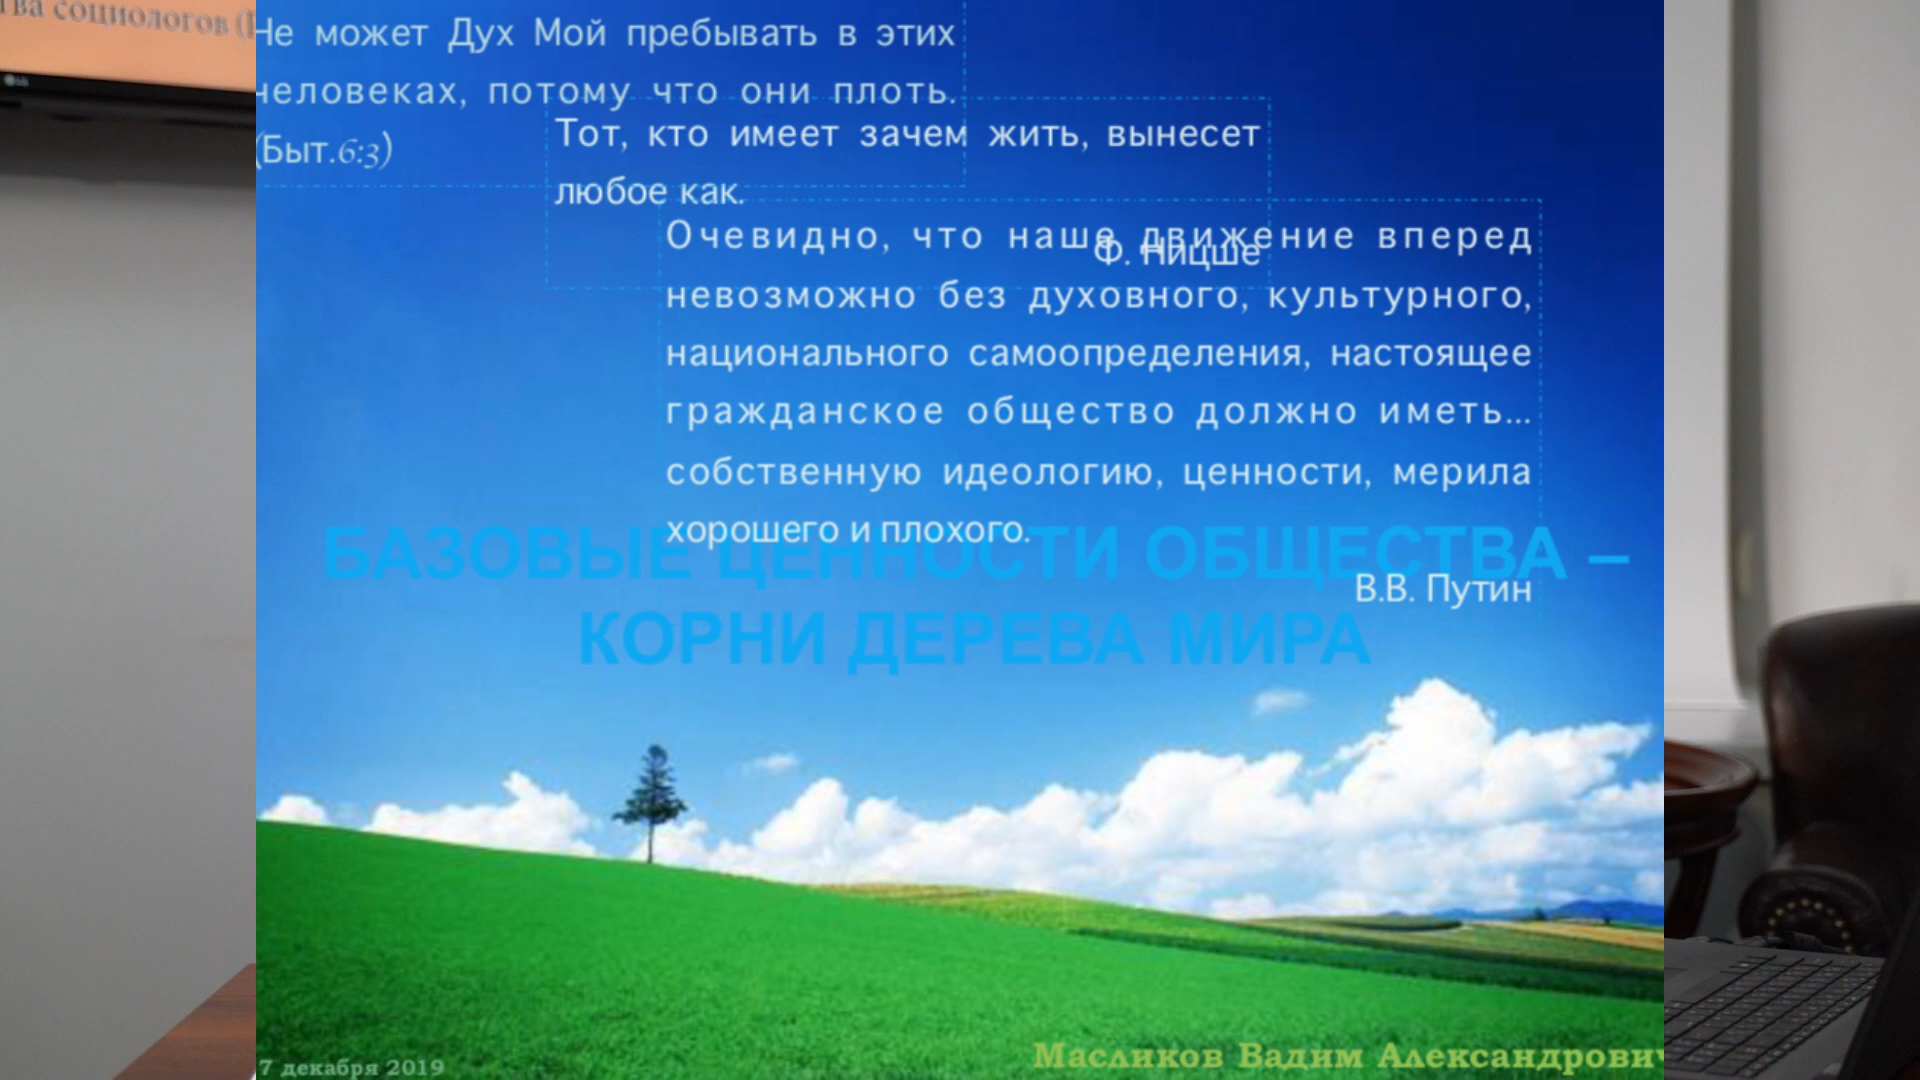 социологов
Не может Дух Мой пребывать в этих
человеках, потому что они плоть.
(Быт.6:3)
Тот, кто имеет зачем жить, вынесет
любое как.
Ф. Ницше
Очевидно, что наше движение вперед
невозможно без духовного, культурного,
национального самоопределения, настоящее
гражданское общество должно иметь...
собственную идеологию, ценности, мерила
хорошего и плохого.
В.В. Путин
БАЗОВЫЕ ЦЕННОСТИ ОБЩЕСТВА –
КОРНИ ДЕРЕВА МИРА
7 декабря 2019
Масликов Вадим Александрович